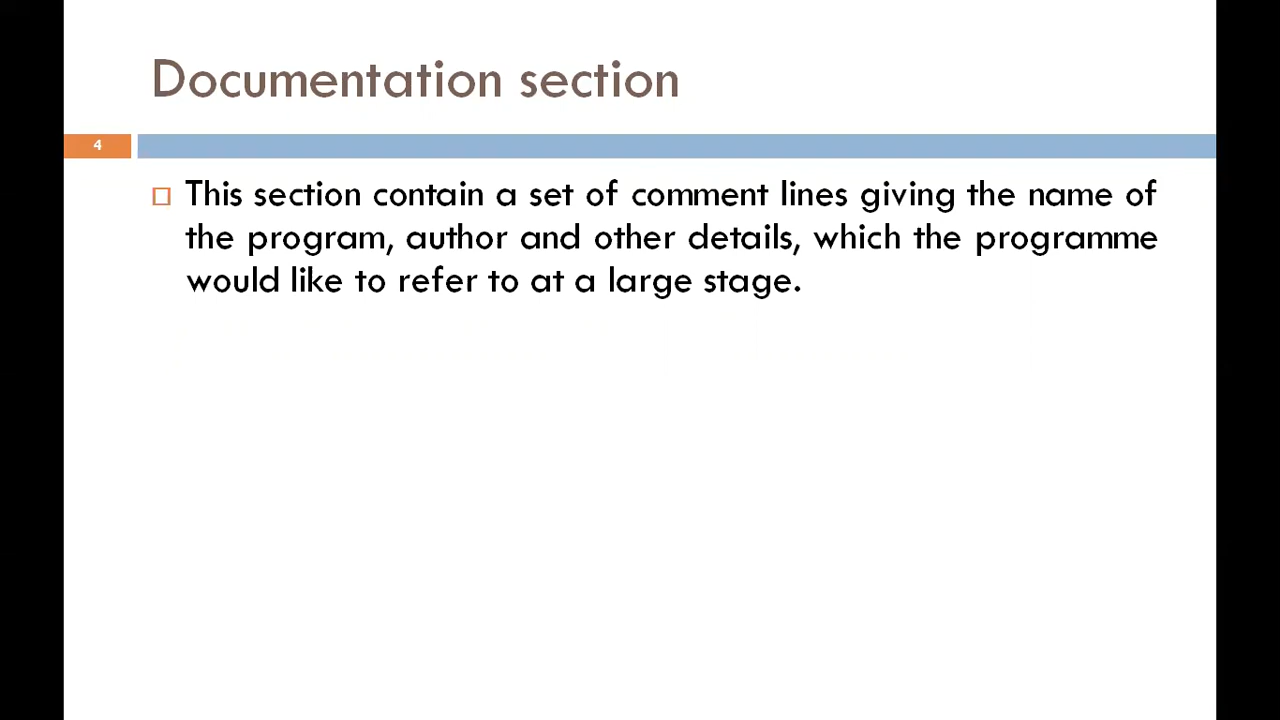 Documentation section
4
This section contain a set of comment lines giving the name of
the program, author and other details, which the programme
would like to refer to at a large stage.